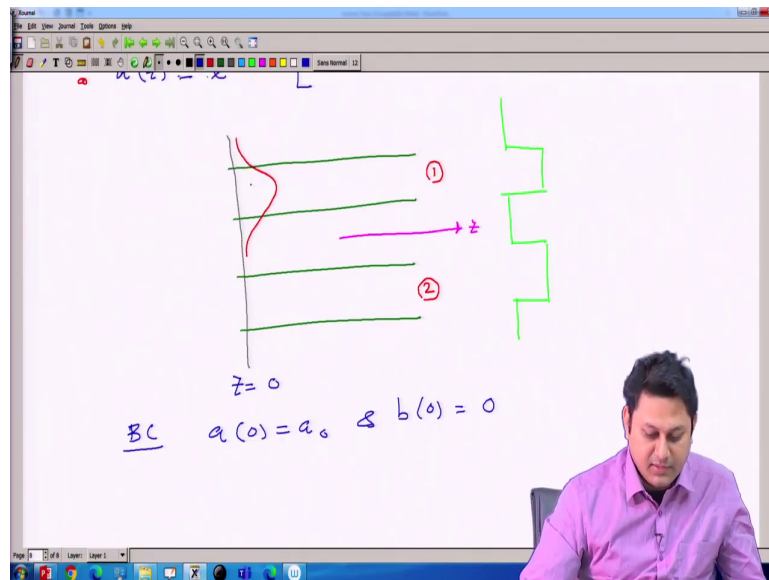 Xournal
File Edit View Journal Tools Options Help
Sans Normal 12
①
z
②
z = 0
BC a(0) = a₀ & b(0) = 0
Page 8 of 8 Layer: Layer 1